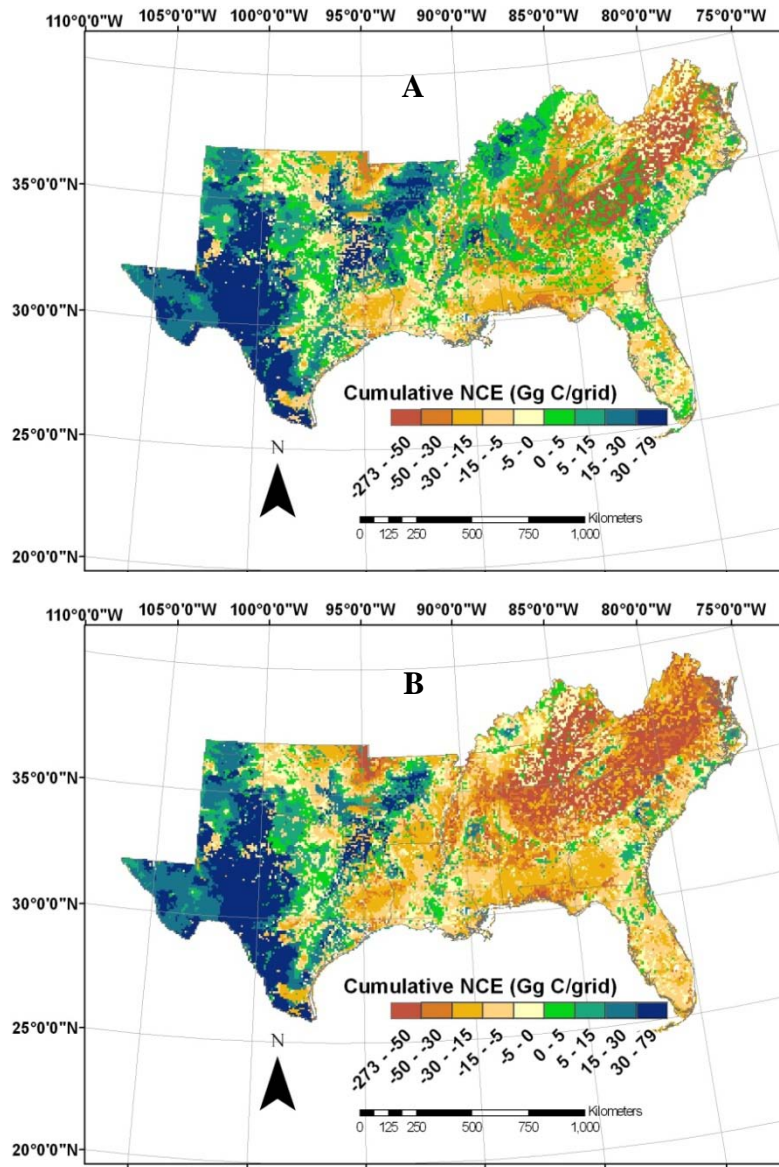 110°0'0"W 105°0'0"W 100°0'0"W 95°0'0"W 90°0'0"W 85°0'0"W 80°0'0"W 75°0'0"W
A
35°0'0"N
30°0'0"N
Cumulative NCE (Gg C/grid)
25°0'0"N
-273 - -50
-50 - -30
-30 - -15
-15 - -5
-5 - 0
0 - 5
5 - 15
15 - 30
30 - 79
N
Kilometers
0 125 250 500 750 1,000
20°0'0"N
110°0'0"W 105°0'0"W 100°0'0"W 95°0'0"W 90°0'0"W 85°0'0"W 80°0'0"W 75°0'0"W
B
35°0'0"N
30°0'0"N
Cumulative NCE (Gg C/grid)
25°0'0"N
-273 - -50
-50 - -30
-30 - -15
-15 - -5
-5 - 0
0 - 5
5 - 15
15 - 30
30 - 79
N
Kilometers
0 125 250 500 750 1,000
20°0'0"N